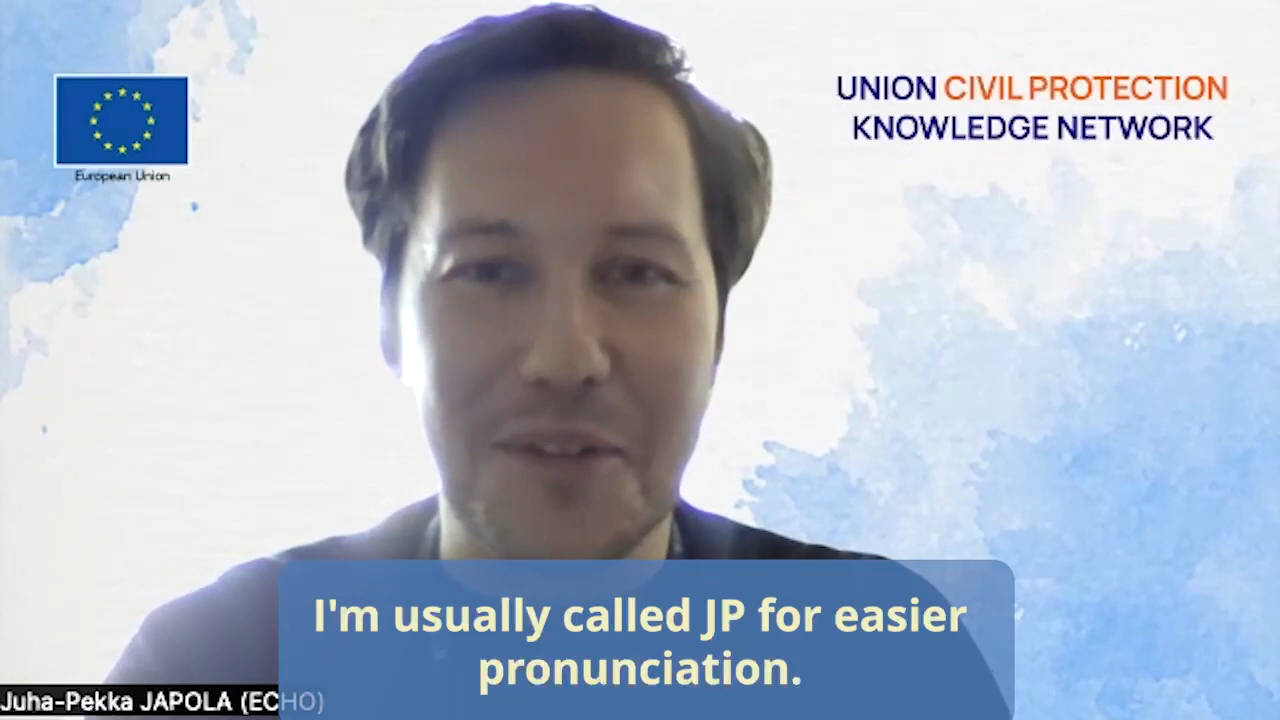 UNION CIVIL PROTECTION
KNOWLEDGE NETWORK
European Union
I'm usually called JP for easier
pronunciation.
Juha-Pekka JAPOLA (ECHO)